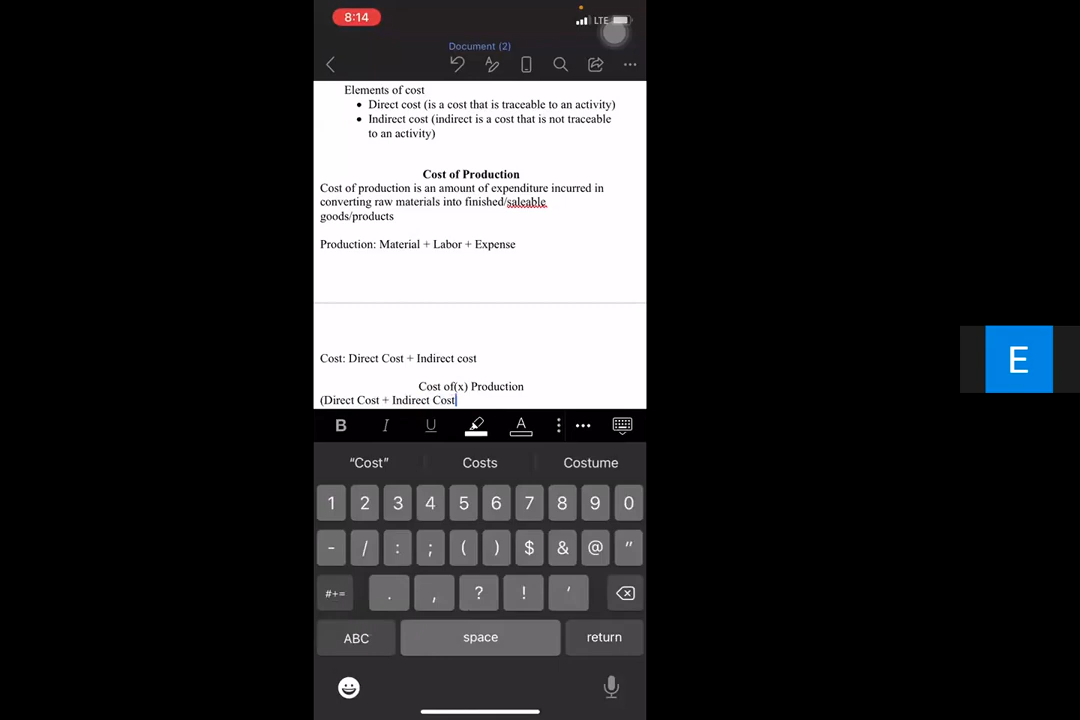 8:14
LTE
Document (2)
Elements of cost
• Direct cost (is a cost that is traceable to an activity)
• Indirect cost (indirect is a cost that is not traceable
to an activity)
Cost of Production
Cost of production is an amount of expenditure incurred in
converting raw materials into finished/saleable
goods/products
Production: Material + Labor + Expense
Cost: Direct Cost + Indirect cost
Cost of(x) Production
(Direct Cost + Indirect Cost
B I U A
“Cost” Costs Costume
1 2 3 4 5 6 7 8 9 0
- / : ; ( ) $ & @ "
#+= . , ? ! '
ABC space return
E